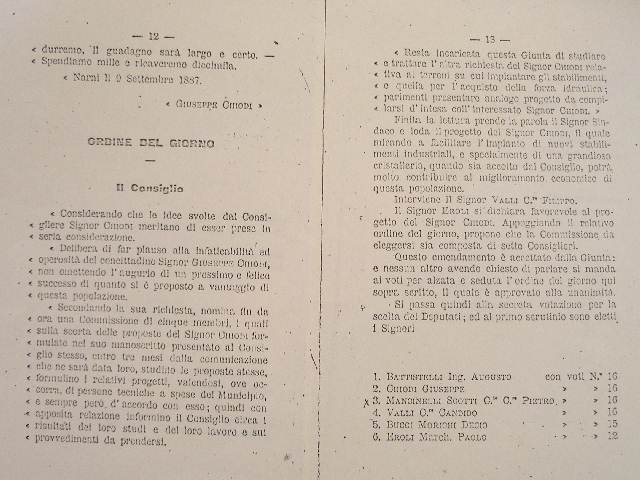 — 12 —
« durremo. Il guadagno sarà largo e certo. —
« Spendiamo mille e ricaveremo diecimila.
« Narni li 9 Settembre 1887.
« GIUSEPPE CHIODI »
ORDINE DEL GIORNO
Il Consiglio
« Considerando che le idee svolte dal Consi-
« gliere Signor CHIODI meritano di esser prese in
« seria considerazione.
« Delibera di far plauso alla infaticabilità ed
« operosità del concittadino Signor GIUSEPPE CHIODI,
« non omettendo l'augurio di un prossimo e felice
« successo di quanto si è proposto a vantaggio di
« questa popolazione.
« Secondando la sua richiesta, nomina fin da
« ora una Commissione di cinque membri, i quali
« sulla scorta delle proposte del Signor CHIODI for-
« mulate nel suo manoscritto presentato al Consi-
« glio stesso, entro tre mesi dalla comunicazione
« che ne sarà data loro, studino le proposte stesse,
« formulino i relativi progetti, valendosi, ove oc-
« corra, di persone tecniche a spese del Municipio,
« e sempre però, d'accordo con esso; quindi con
« apposita relazione informino il Consiglio circa i
« risultati dei loro studi e del loro lavoro e sui
« provvedimenti da prendersi.
— 13 —
« Resta incaricata questa Giunta di studiare
« e trattare l'altra richiesta del Signor CHIODI rela-
« tiva ai terreni su cui impiantare gli stabilimenti,
« e quella per l'acquisto della forza idraulica;
« parimenti presentare analogo progetto da compi-
« larsi d'intesa coll'interessato Signor CHIODI. »
Finita la lettura prende la parola il Signor Sin-
daco e loda il progetto del Signor CHIODI, il quale
mirando a facilitare l'impianto di nuovi stabili-
menti industriali, e specialmente di una grandiosa
cristalleria, quando sia accolto dal Consiglio, potrà
molto contribuire al miglioramento economico di
questa popolazione.
Interviene il Signor VALLI C.te FILIPPO.
Il Signor EROLI si dichiara favorevole al pro-
getto del Signor CHIODI. Appoggiando il relativo
ordine del giorno, propone che la Commissione da
eleggersi sia composta di sette Consiglieri.
Questo emendamento è accettato dalla Giunta:
e nessun altro avendo chiesto di parlare si manda
ai voti per alzata e seduta l'ordine del giorno qui
sopra scritto, il quale è approvato alla unanimità.
Si passa quindi alla secreta votazione per la
scelta dei Deputati; ed al primo scrutinio sono eletti
i Signori
1. BATTISTELLI Ing. AUGUSTO con voti N.° 16
2. CHIODI GIUSEPPE » » 16
x 3. MANCINELLI SCOTTI C.te C.te PIETRO, » » 16
4. VALLI C.te CANDIDO » » 16
5. BUCCI MORICHI DECIO » » 15
6. EROLI March. PAOLO » » 12